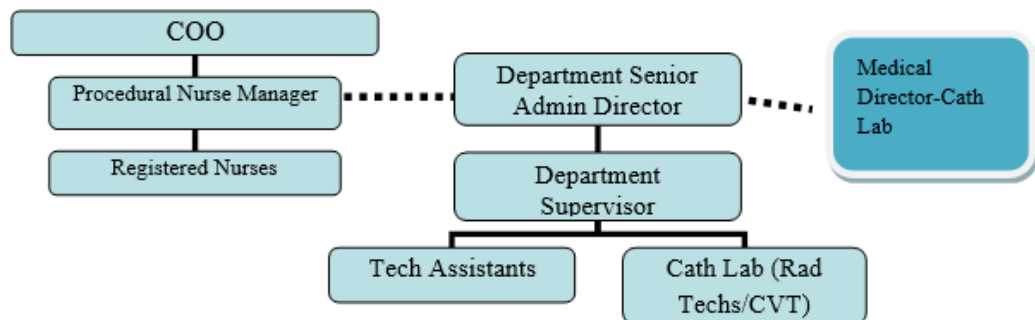 COO
Procedural Nurse Manager
Registered Nurses
Department Senior
Admin Director
Medical
Director-Cath
Lab
Department
Supervisor
Tech Assistants
Cath Lab (Rad
Techs/CVT)